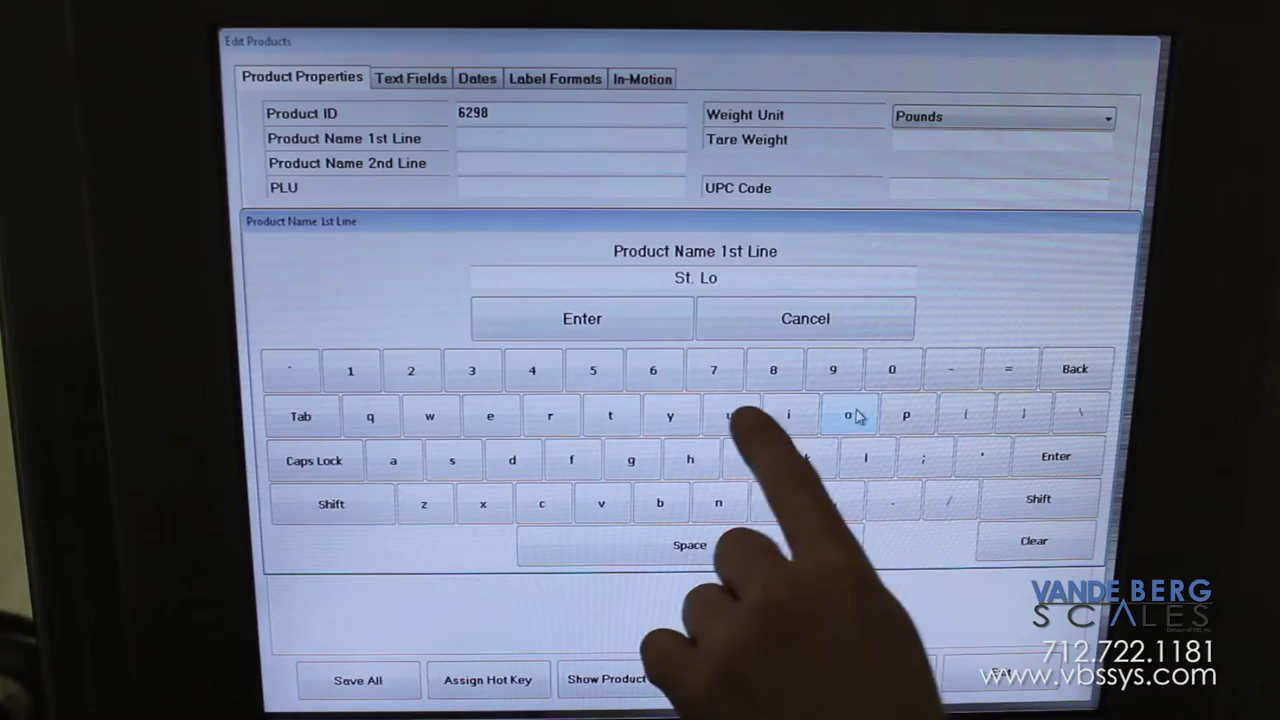 Edit Products
Product Properties Text Fields Dates Label Formats In-Motion
Product ID 6298 Weight Unit Pounds
Product Name 1st Line Tare Weight
Product Name 2nd Line
PLU UPC Code
Product Name 1st Line
Product Name 1st Line
St. Lo
Enter Cancel
` 1 2 3 4 5 6 7 8 9 0 - = Back
Tab q w e r t y u i o p [ ] \
Caps Lock a s d f g h k l ; ' Enter
Shift z x c v b n , . / Shift
Space Clear
VANDE BERG
SCALES
712.722.1181
Save All Assign Hot Key Show Product
www.vbssys.com